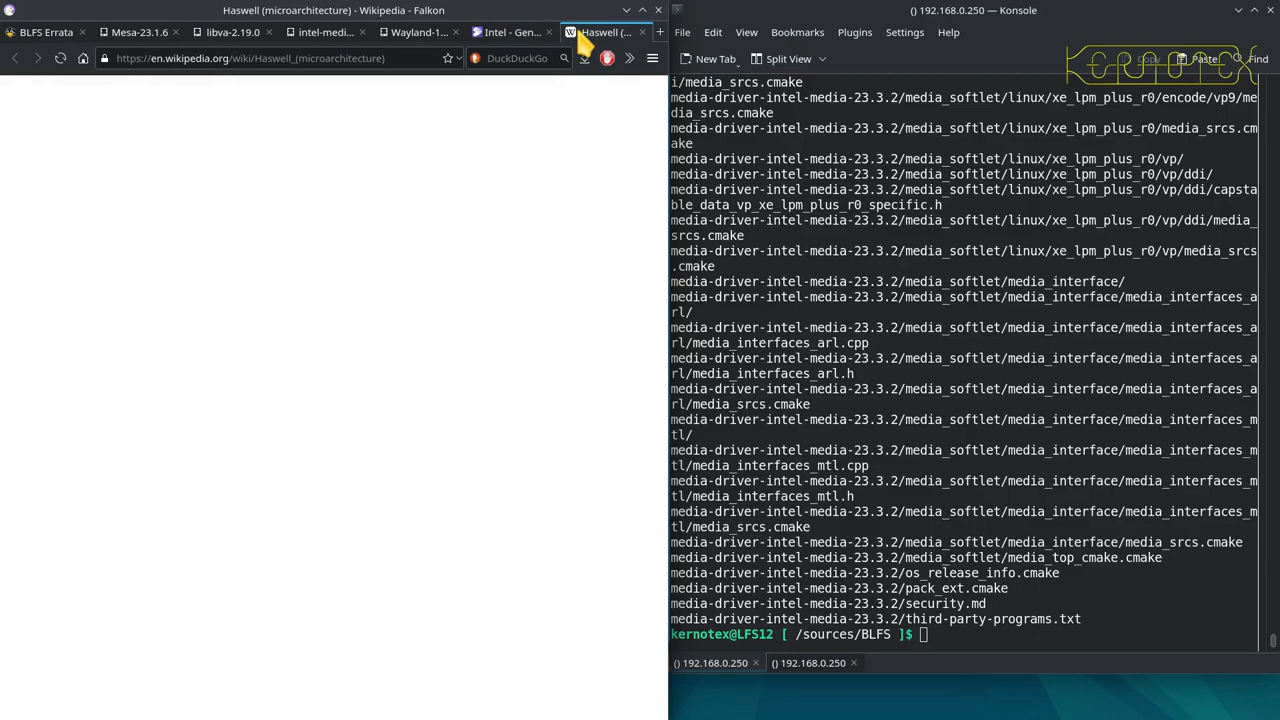 Haswell (microarchitecture) - Wikipedia - Falkon
BLFS Errata
Mesa-23.1.6
libva-2.19.0
intel-medi...
Wayland-1...
Intel - Gen...
Haswell (...
https://en.wikipedia.org/wiki/Haswell_(microarchitecture)
DuckDuckGo
() 192.168.0.250 — Konsole
File
Edit
View
Bookmarks
Plugins
Settings
Help
New Tab
Split View
Copy
Paste
Find
KERNOTEX
i/media_srcs.cmake
media-driver-intel-media-23.3.2/media_softlet/linux/xe_lpm_plus_r0/encode/vp9/me
dia_srcs.cmake
media-driver-intel-media-23.3.2/media_softlet/linux/xe_lpm_plus_r0/media_srcs.cm
ake
media-driver-intel-media-23.3.2/media_softlet/linux/xe_lpm_plus_r0/vp/
media-driver-intel-media-23.3.2/media_softlet/linux/xe_lpm_plus_r0/vp/ddi/
media-driver-intel-media-23.3.2/media_softlet/linux/xe_lpm_plus_r0/vp/ddi/capsta
ble_data_vp_xe_lpm_plus_r0_specific.h
media-driver-intel-media-23.3.2/media_softlet/linux/xe_lpm_plus_r0/vp/ddi/media_
srcs.cmake
media-driver-intel-media-23.3.2/media_softlet/linux/xe_lpm_plus_r0/vp/media_srcs
.cmake
media-driver-intel-media-23.3.2/media_softlet/media_interface/
media-driver-intel-media-23.3.2/media_softlet/media_interface/media_interfaces_a
rl/
media-driver-intel-media-23.3.2/media_softlet/media_interface/media_interfaces_a
rl/media_interfaces_arl.cpp
media-driver-intel-media-23.3.2/media_softlet/media_interface/media_interfaces_a
rl/media_interfaces_arl.h
media-driver-intel-media-23.3.2/media_softlet/media_interface/media_interfaces_a
rl/media_srcs.cmake
media-driver-intel-media-23.3.2/media_softlet/media_interface/media_interfaces_m
tl/
media-driver-intel-media-23.3.2/media_softlet/media_interface/media_interfaces_m
tl/media_interfaces_mtl.cpp
media-driver-intel-media-23.3.2/media_softlet/media_interface/media_interfaces_m
tl/media_interfaces_mtl.h
media-driver-intel-media-23.3.2/media_softlet/media_interface/media_interfaces_m
tl/media_srcs.cmake
media-driver-intel-media-23.3.2/media_softlet/media_interface/media_srcs.cmake
media-driver-intel-media-23.3.2/media_softlet/media_top_cmake.cmake
media-driver-intel-media-23.3.2/os_release_info.cmake
media-driver-intel-media-23.3.2/pack_ext.cmake
media-driver-intel-media-23.3.2/security.md
media-driver-intel-media-23.3.2/third-party-programs.txt
kernotex@LFS12 [ /sources/BLFS ]$
() 192.168.0.250
() 192.168.0.250